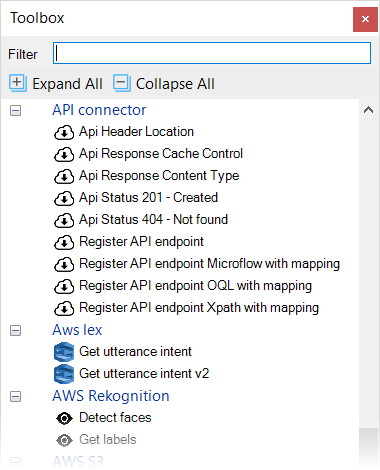 Toolbox
Filter
Expand All Collapse All
API connector
Api Header Location
Api Response Cache Control
Api Response Content Type
Api Status 201 - Created
Api Status 404 - Not found
Register API endpoint
Register API endpoint Microflow with mapping
Register API endpoint OQL with mapping
Register API endpoint Xpath with mapping
Aws lex
Get utterance intent
Get utterance intent v2
AWS Rekognition
Detect faces
Get labels
AWS S3